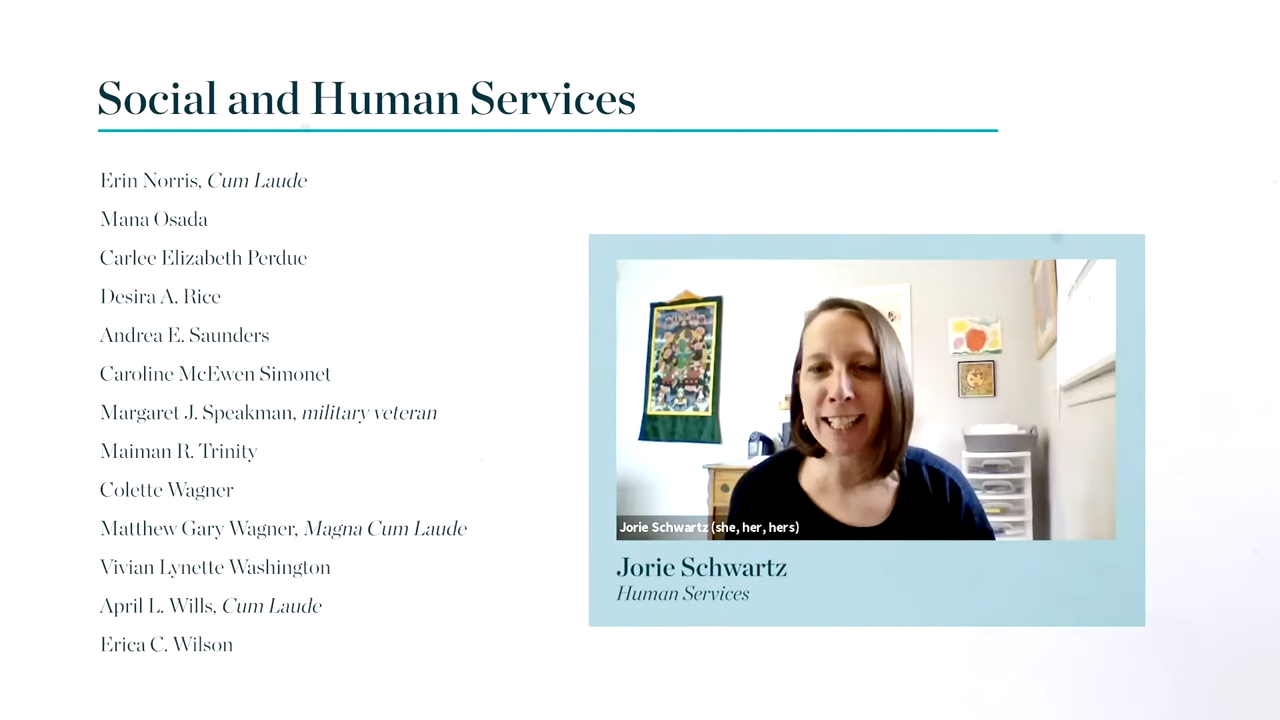 Social and Human Services
Erin Norris, Cum Laude
Mana Osada
Carlee Elizabeth Perdue
Desira A. Rice
Andrea E. Saunders
Caroline McEwen Simonet
Margaret J. Speakman, military veteran
Maiman R. Trinity
Colette Wagner
Matthew Gary Wagner, Magna Cum Laude
Vivian Lynette Washington
April L. Wills, Cum Laude
Erica C. Wilson
Jorie Schwartz (she, her, hers)
Jorie Schwartz
Human Services